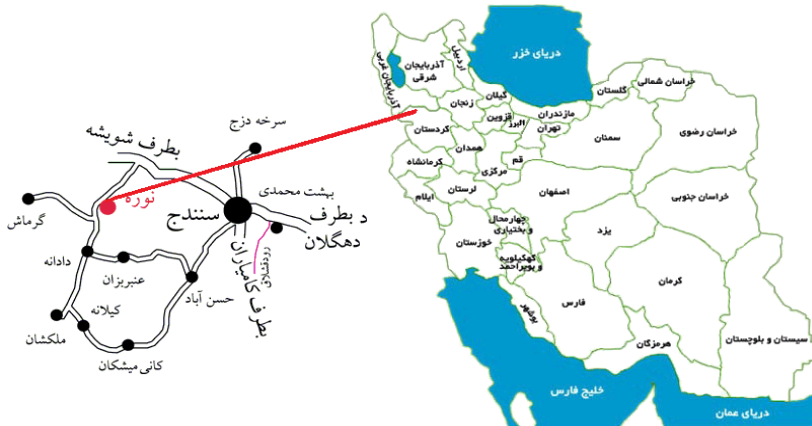 بطرف شویشه
سرخه دزج
نوره
گرماش
بهشت محمدی
سنندج
د بطرف
دهگلان
رودقشلاق
بطرف کامیاران
دادانه
عنبربزان
حسن آباد
کیلانه
ملکشان
کانی میشکان
دریای خزر
اردبیل
آذربایجان
شرقی
آذربایجان غربی
خراسان شمالی
گلستان
گیلان
زنجان
مازندران
قزوین
البرز
تهران
سمنان
خراسان رضوی
کردستان
همدان
قم
مرکزی
کرمانشاه
لرستان
ایلام
اصفهان
خراسان جنوبی
چهارمحال
و بختیاری
یزد
خوزستان
کهگیلویه
و بویراحمد
کرمان
فارس
بوشهر
هرمزگان
سیستان و بلوچستان
خلیج فارس
دریای عمان